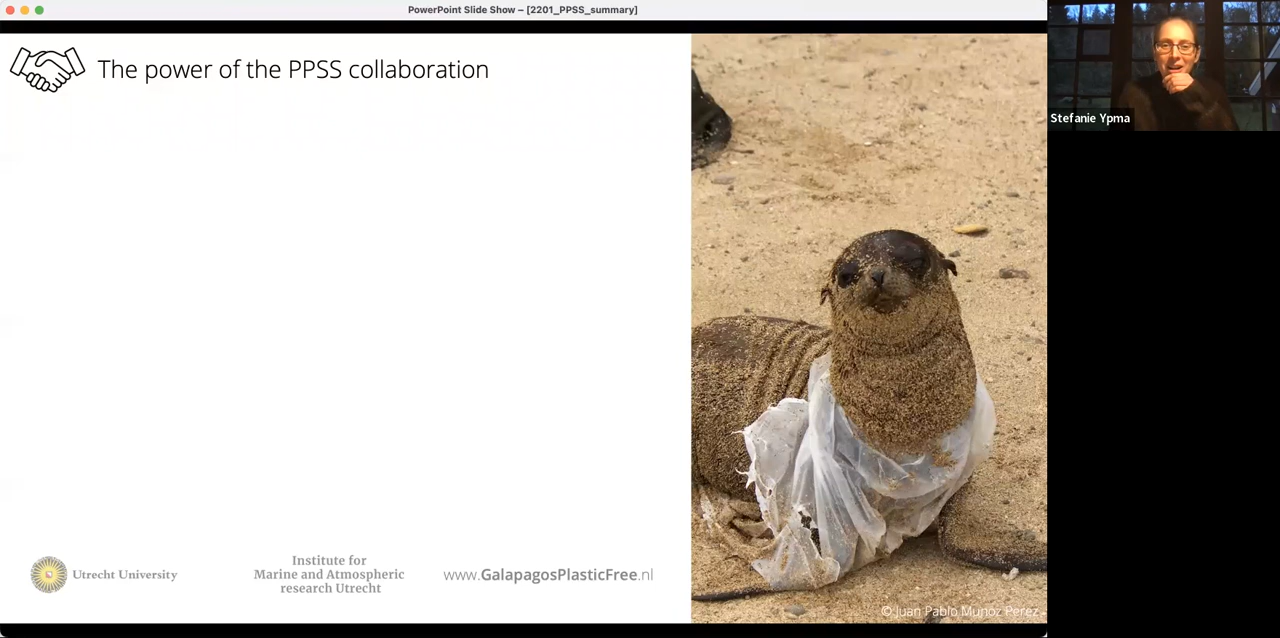 PowerPoint Slide Show – [2201_PPSS_summary]
The power of the PPSS collaboration
Stefanie Ypma
Utrecht University
Institute for
Marine and Atmospheric
research Utrecht
www.GalapagosPlasticFree.nl
© Juan Pablo Muñoz Perez